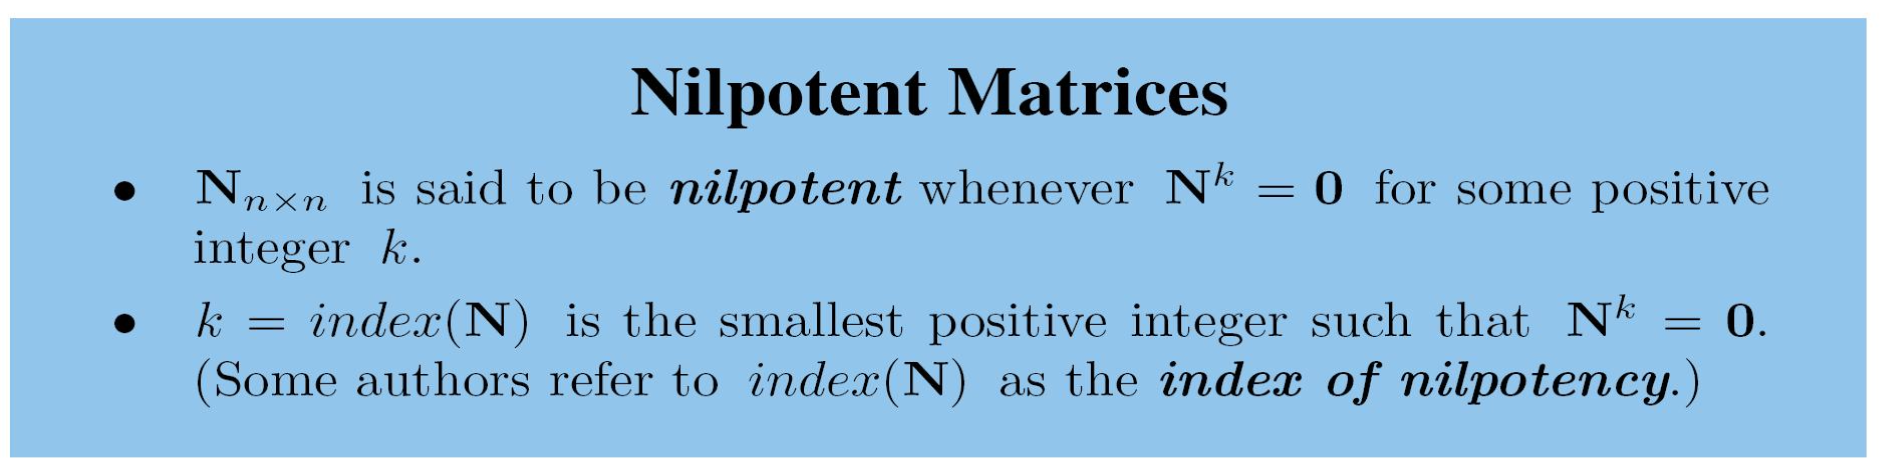 Nilpotent Matrices
• N_{n×n} is said to be nilpotent whenever N^k = 0 for some positive
integer k.
• k = index(N) is the smallest positive integer such that N^k = 0.
(Some authors refer to index(N) as the index of nilpotency.)